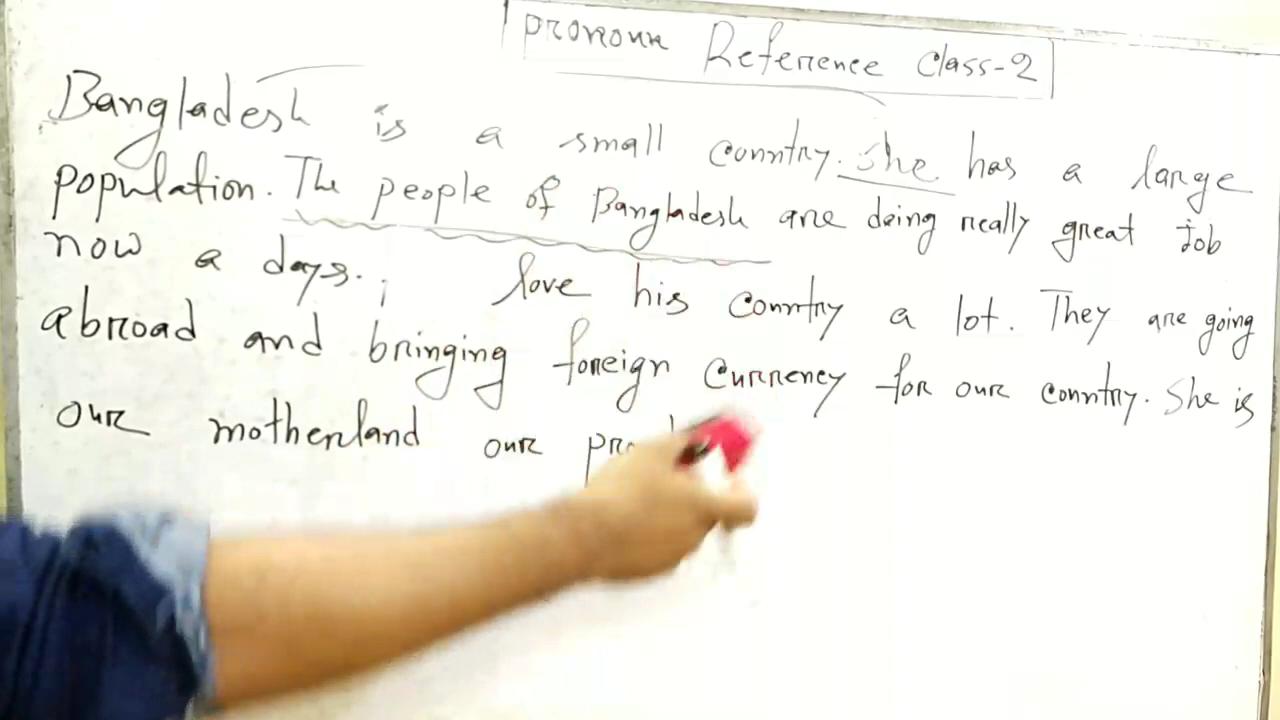 Pronoun Reference Class-2
Bangladesh is a small country. She has a large
population. The people of Bangladesh are doing really great job
now a days. love his country a lot. They are going
abroad and bringing foreign currency for our country. She is
our motherland our